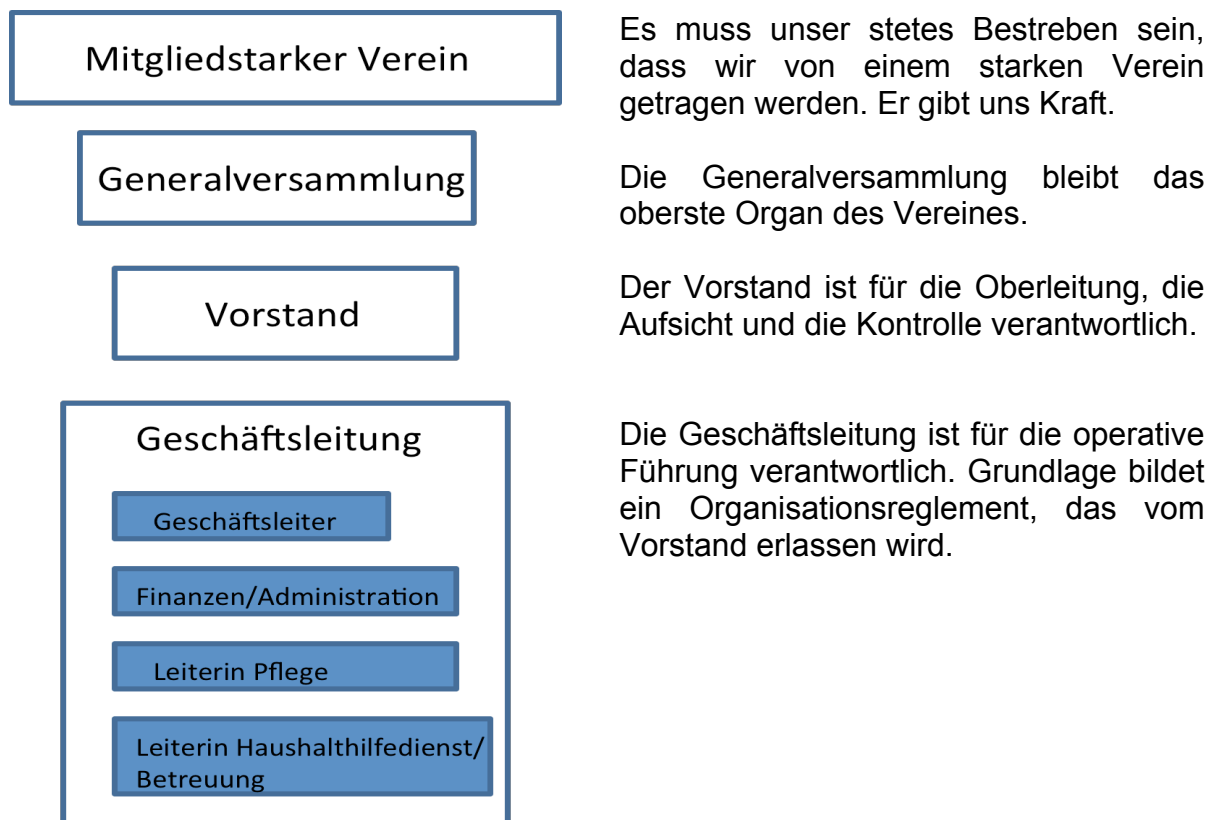 Mitgliedstarker Verein
Es muss unser stetes Bestreben sein,
dass wir von einem starken Verein
getragen werden. Er gibt uns Kraft.
Generalversammlung
Die Generalversammlung bleibt das
oberste Organ des Vereines.
Vorstand
Der Vorstand ist für die Oberleitung, die
Aufsicht und die Kontrolle verantwortlich.
Geschäftsleitung
Geschäftsleiter
Finanzen/Administration
Leiterin Pflege
Leiterin Haushalthilfedienst/
Betreuung
Die Geschäftsleitung ist für die operative
Führung verantwortlich. Grundlage bildet
ein Organisationsreglement, das vom
Vorstand erlassen wird.